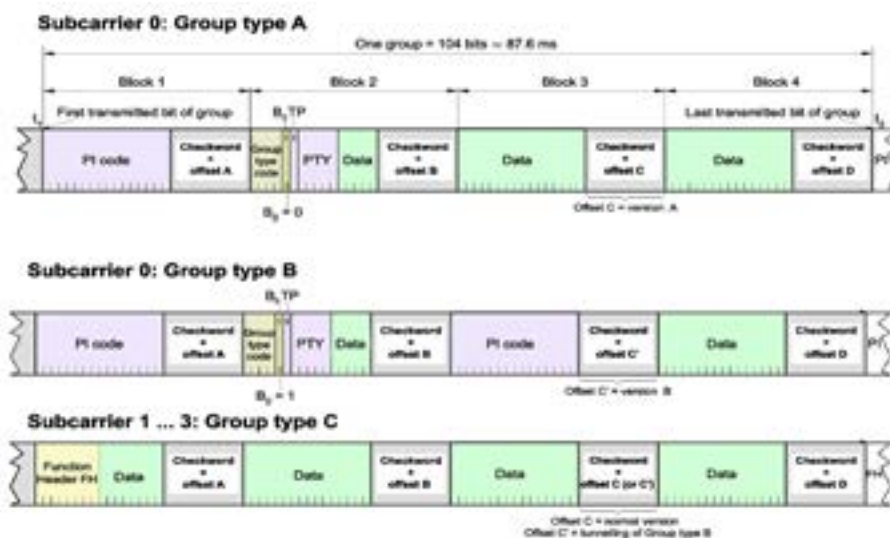 Subcarrier 0: Group type A
One group = 104 bits ≈ 87.6 ms
Block 1 Block 2 Block 3 Block 4
First transmitted bit of group
B₀ TP
Last transmitted bit of group
PI code
Checkword + offset A
Group type code
PTY
Data
Checkword + offset B
Data
Checkword + offset C
Data
Checkword + offset D
B₀ = 0
Offset C = version A
Subcarrier 0: Group type B
B₀ TP
PI code
Checkword + offset A
Group type code
PTY
Data
Checkword + offset B
PI code
Checkword + offset C'
Data
Checkword + offset D
B₀ = 1
Offset C' = version B
Subcarrier 1 ... 3: Group type C
Function Header FH
Data
Checkword + offset A
Data
Checkword + offset B
Data
Checkword + offset C (or C')
Data
Checkword + offset D
FH
Offset C = normal version
Offset C' = tunnelling of Group type B